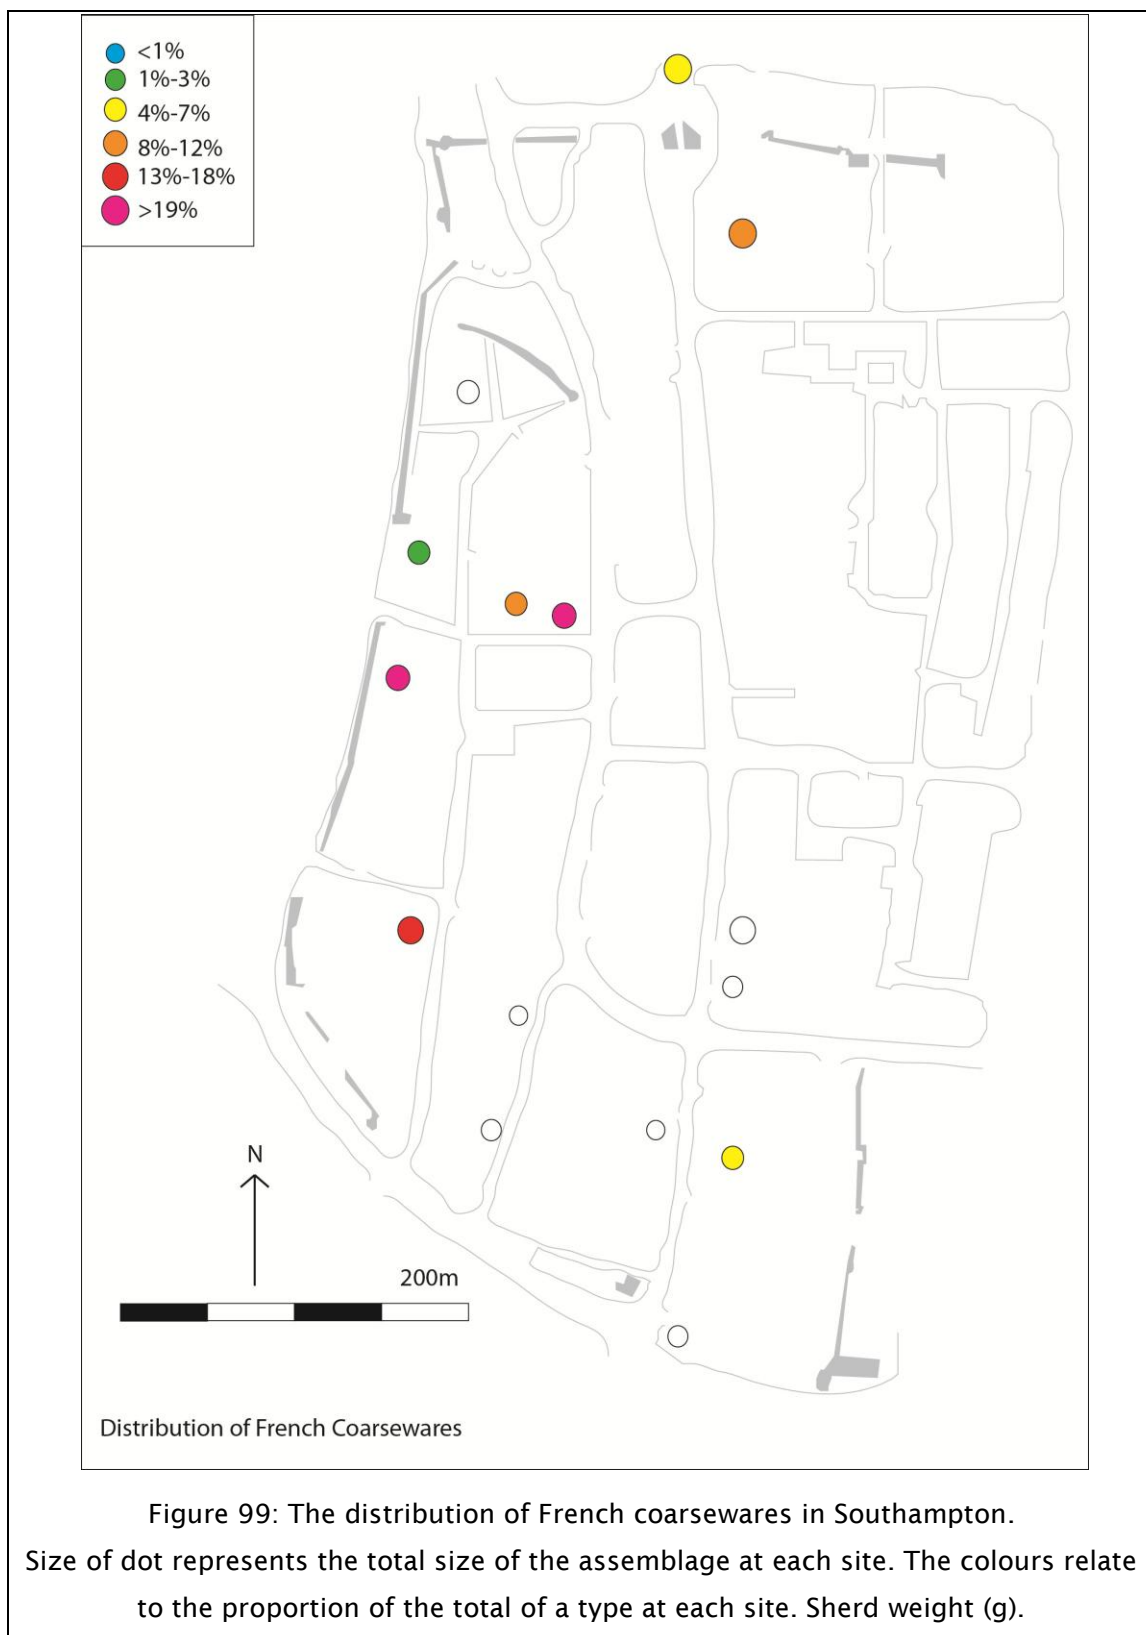 <1%
1%-3%
4%-7%
8%-12%
13%-18%
>19%
N
200m
Distribution of French Coarsewares
Figure 99: The distribution of French coarsewares in Southampton.
Size of dot represents the total size of the assemblage at each site. The colours relate
to the proportion of the total of a type at each site. Sherd weight (g).